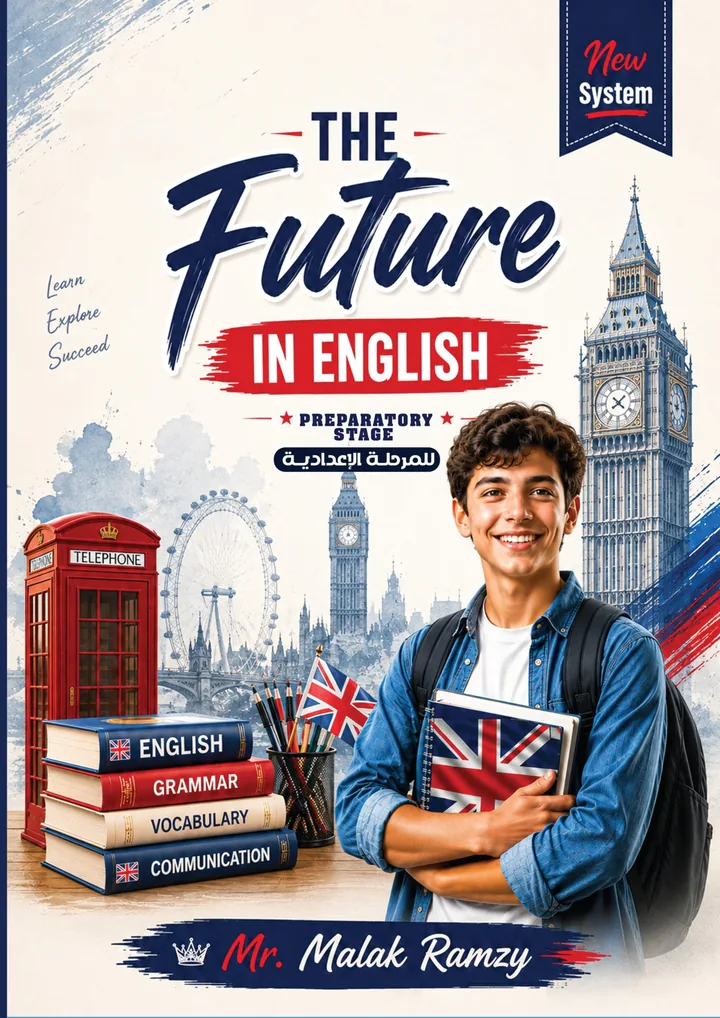 New
System
THE
Future
IN ENGLISH
Learn
Explore
Succeed
PREPARATORY
STAGE
للمرحلة الإعدادية
TELEPHONE
ENGLISH
GRAMMAR
VOCABULARY
COMMUNICATION
Mr. Malak Ramzy